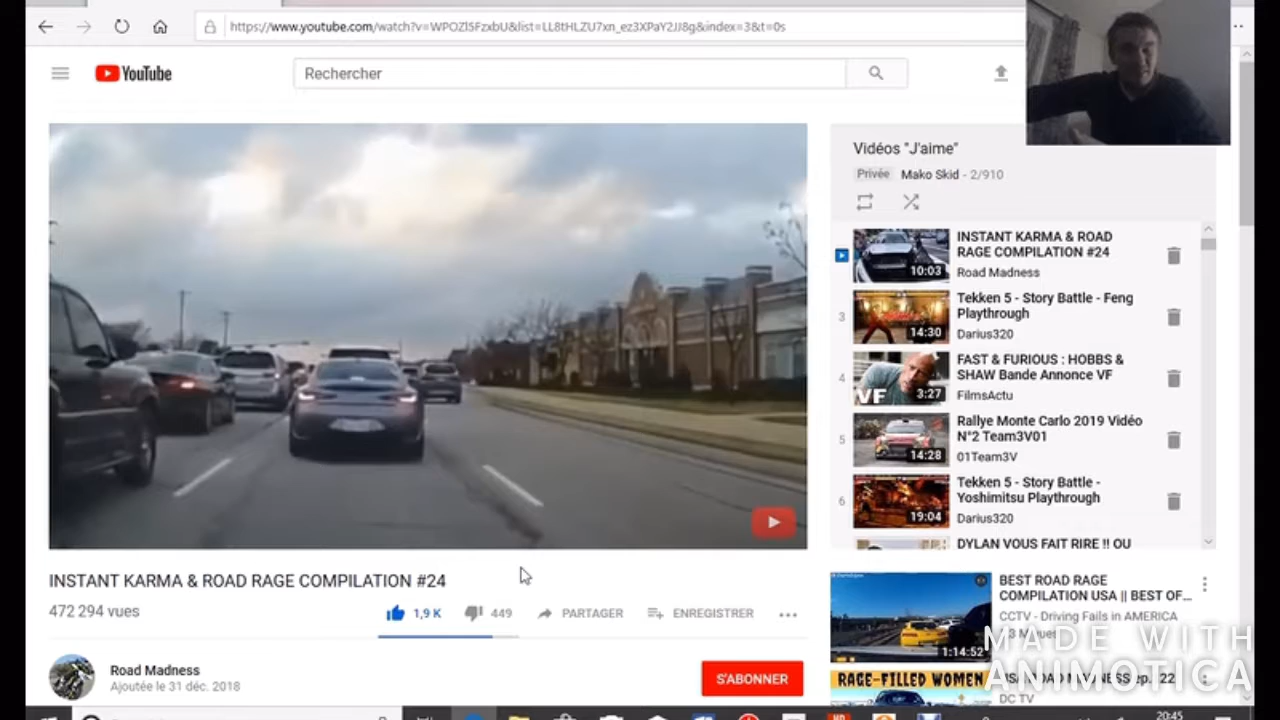 https://www.youtube.com/watch?v=WPOZl5FzxbU&list=LL8tHLZU7xn_ez3XPaY2JJ8g&index=3&t=0s
YouTube
Rechercher
Vidéos "J'aime"
Privée Mako Skid - 2/910
INSTANT KARMA & ROAD
RAGE COMPILATION #24
Road Madness
10:03
3
Tekken 5 - Story Battle - Feng
Playthrough
Darius320
14:30
4
FAST & FURIOUS : HOBBS &
SHAW Bande Annonce VF
FilmsActu
VF
3:27
5
Rallye Monte Carlo 2019 Vidéo
N°2 Team3V01
01Team3V
14:28
6
Tekken 5 - Story Battle -
Yoshimitsu Playthrough
Darius320
19:04
DYLAN VOUS FAIT RIRE !! OU
INSTANT KARMA & ROAD RAGE COMPILATION #24
472 294 vues
1,9 K 449 PARTAGER ENREGISTRER
Road Madness
Ajoutée le 31 déc. 2018
S'ABONNER
BEST ROAD RAGE
COMPILATION USA || BEST OF...
CCTV - Driving Fails in AMERICA
1:14:52
RAGE-FILLED WOMEN
DC TV
MADE WITH
ANIMOTICA
20:45